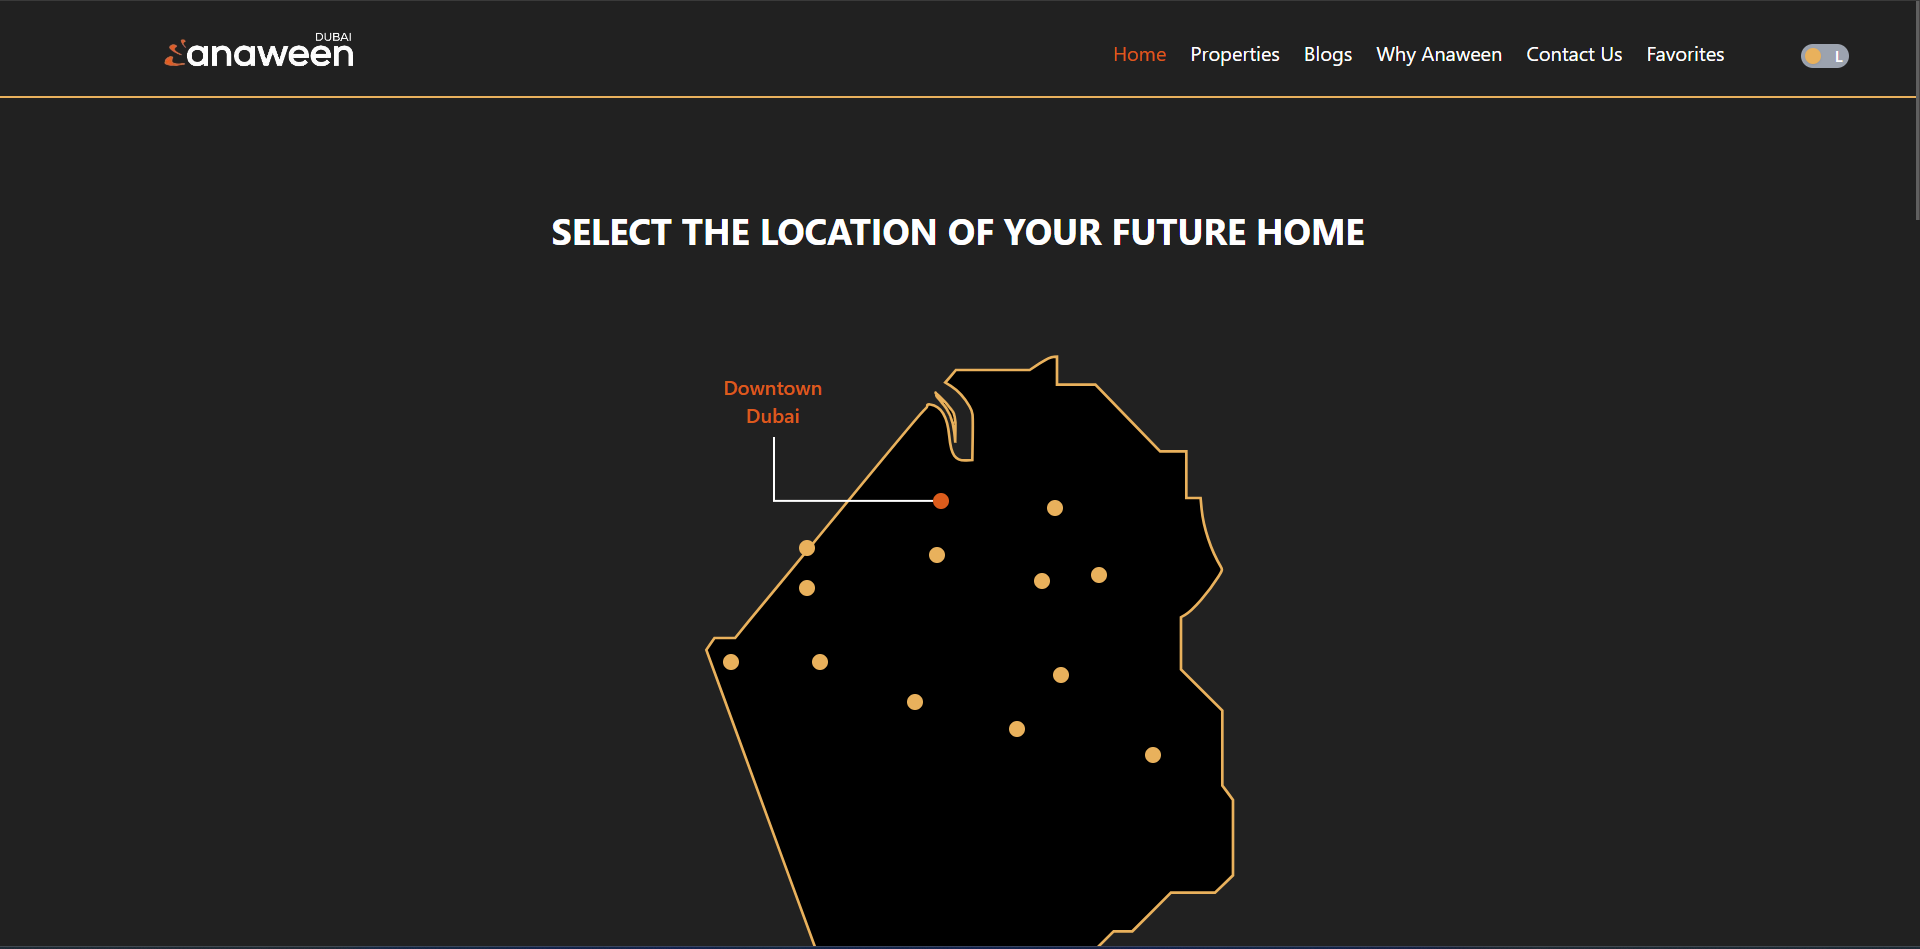 DUBAI
anaween
Home Properties Blogs Why Anaween Contact Us Favorites
L
SELECT THE LOCATION OF YOUR FUTURE HOME
Downtown
Dubai